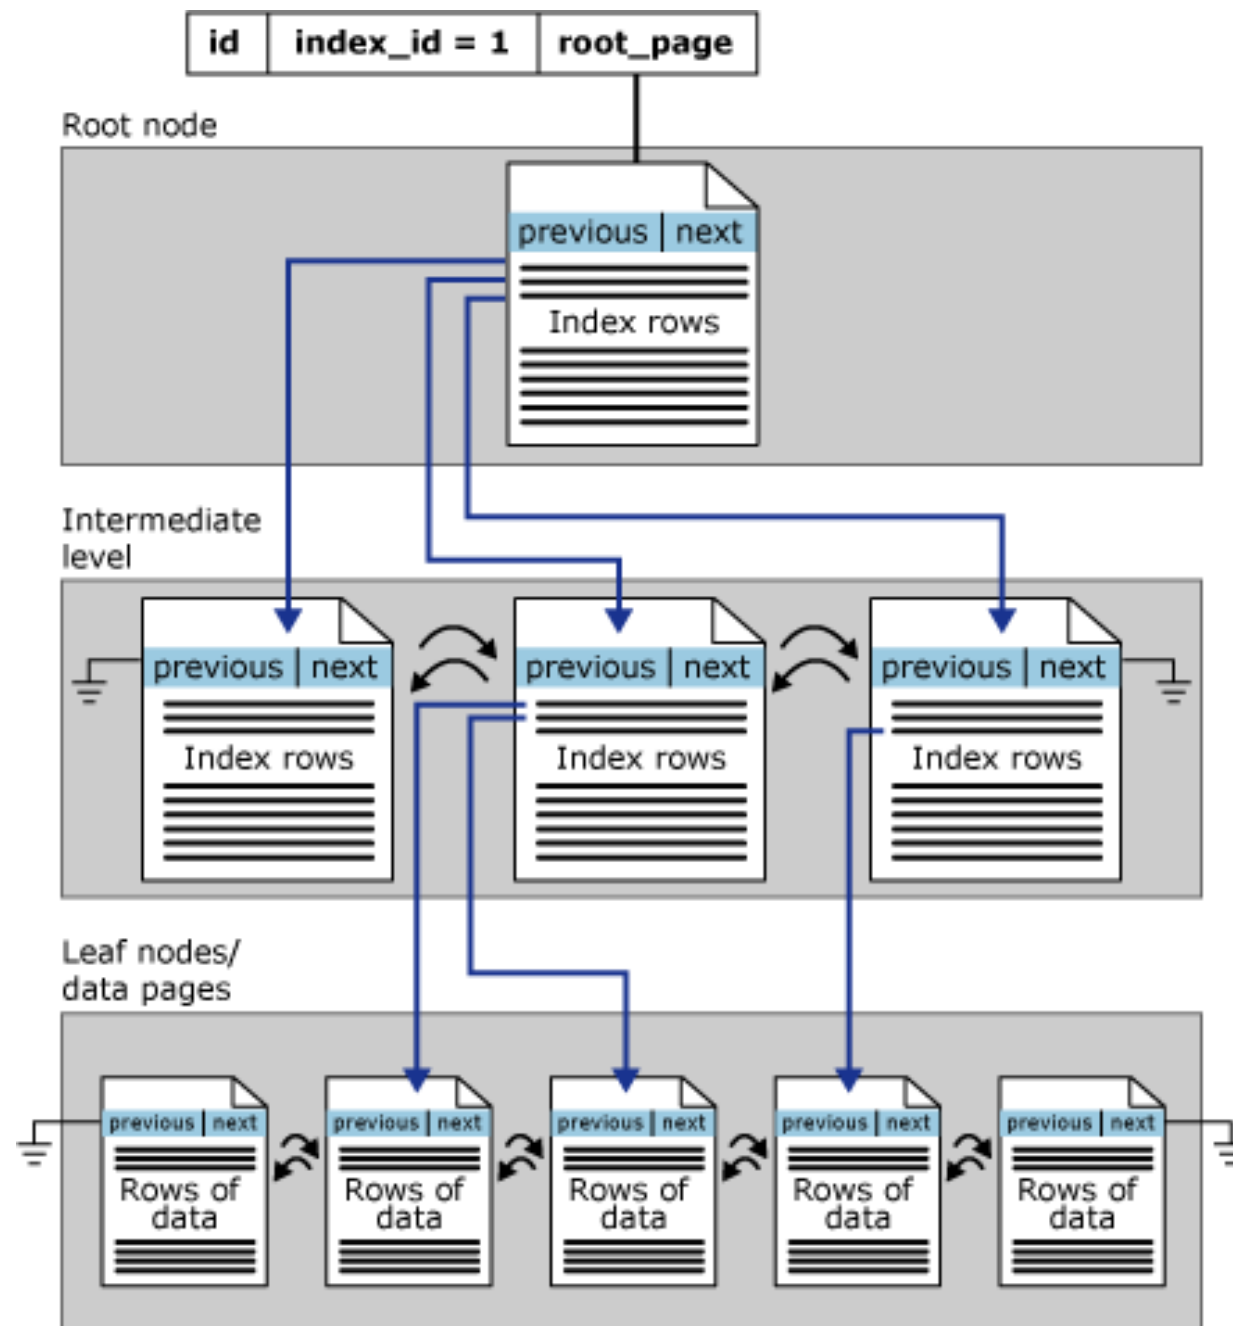 id index_id = 1 root_page
Root node
previous next
Index rows
Intermediate
level
previous next previous next previous next
Index rows Index rows Index rows
Leaf nodes/
data pages
previous next previous next previous next previous next previous next
Rows of Rows of Rows of Rows of Rows of
data data data data data